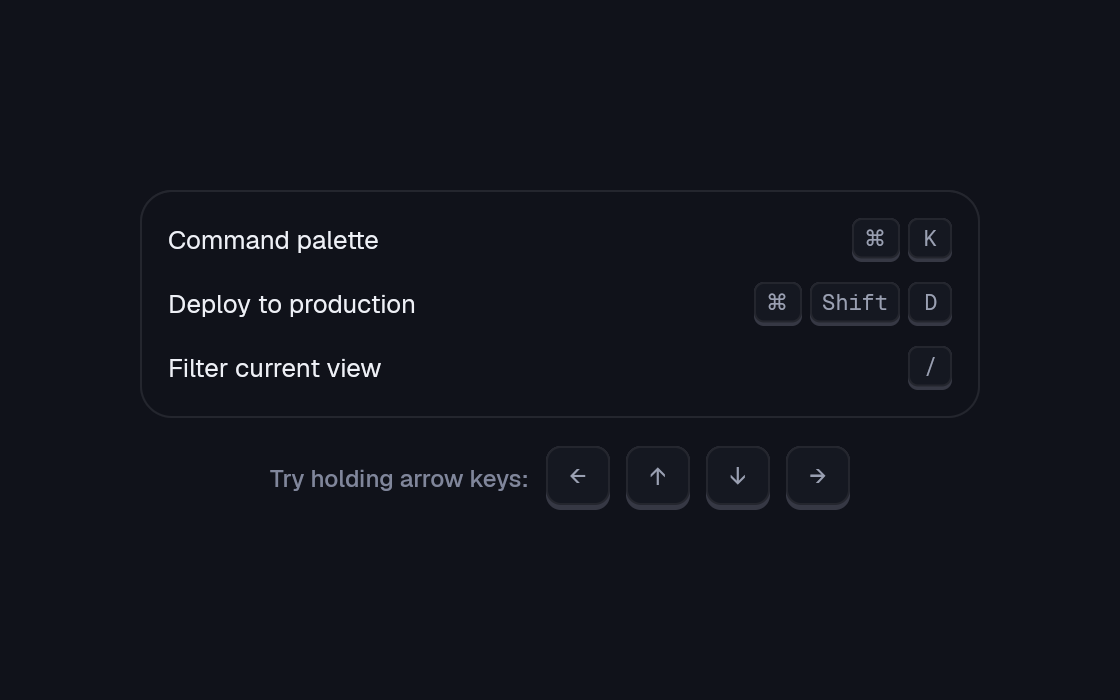 Command palette ⌘ K
Deploy to production ⌘ Shift D
Filter current view /
Try holding arrow keys: ← ↑ ↓ →